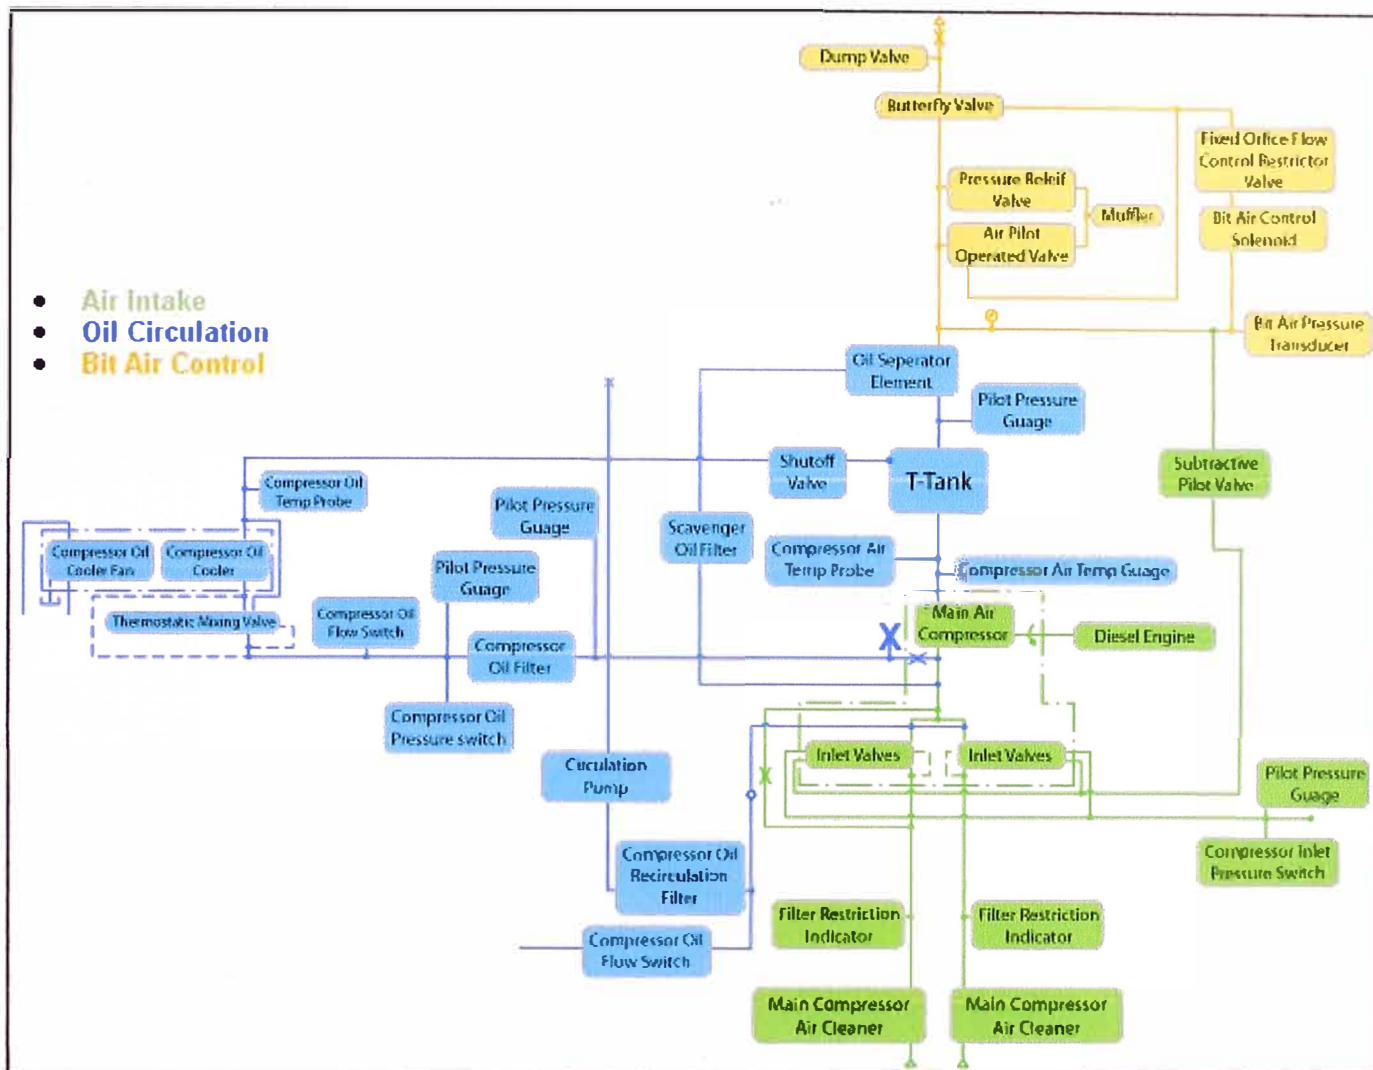 Dump Valve
Butterfly Valve
Fixed Orfice Flow
Control Restrictor
Valve
Pressure Releif
Valve
Muffler
Air Pilot
Operated Valve
Bit Air Control
Solenoid
Air Intake
Oil Circulation
Bit Air Control
Bit Air Pressure
Transducer
Oil Seperator
Element
Pilot Pressure
Guage
Shutoff
Valve
T-Tank
Subtractive
Pilot Valve
Compressor Oil
Temp Probe
Pilot Pressure
Guage
Scavenger
Oil Filter
Compressor Oil
Cooler Fan
Compressor Oil
Cooler
Pilot Pressure
Guage
Compressor Air
Temp Probe
Compressor Air Temp Guage
Thermostatic Mixing Valve
Compressor Oil
Flow Switch
Main Air
Compressor
Diesel Engine
Compressor
Oil Filter
Compressor Oil
Pressure switch
Inlet Valves
Inlet Valves
Circulation
Pump
Pilot Pressure
Guage
Compressor Oil
Recirculation
Filter
Compressor Inlet
Pressure Switch
Filter Restriction
Indicator
Filter Restriction
Indicator
Compressor Oil
Flow Switch
Main Compressor
Air Cleaner
Main Compressor
Air Cleaner